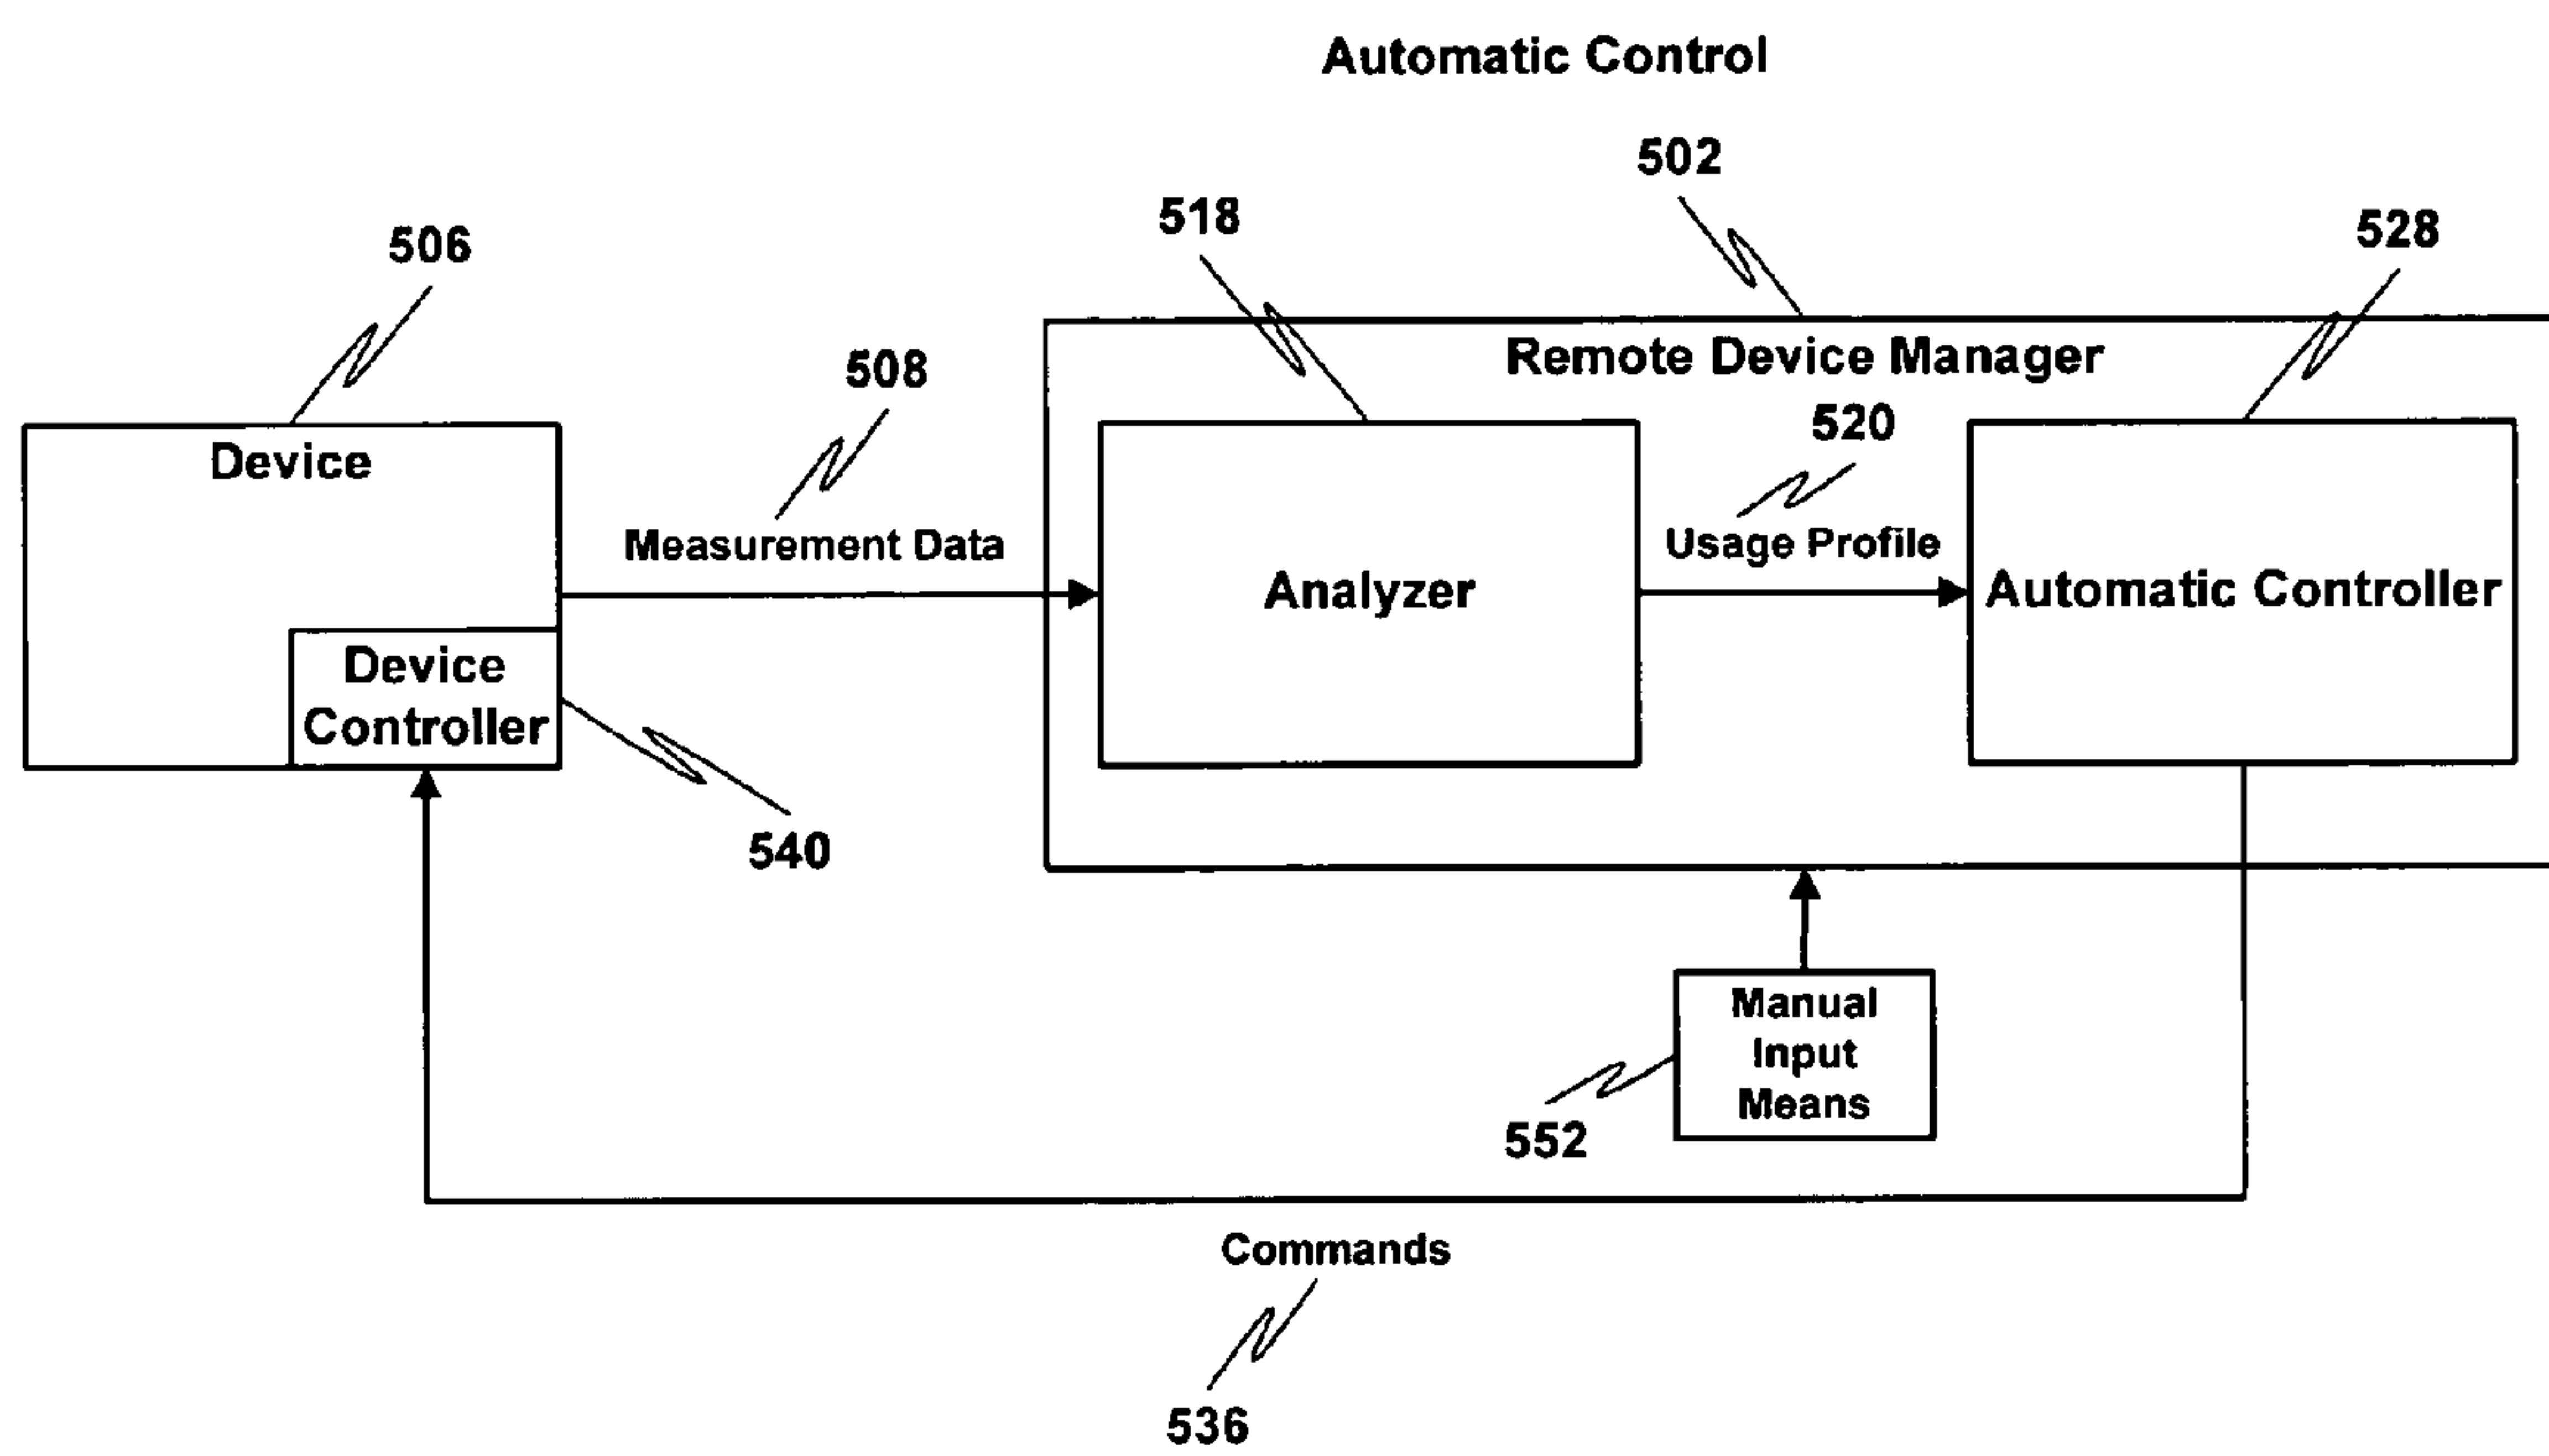 Automatic Control
502
518
528
506
Remote Device Manager
508
520
Device
Measurement Data
Usage Profile
Analyzer
Automatic Controller
Device
Controller
540
Manual
Input
Means
552
Commands
536